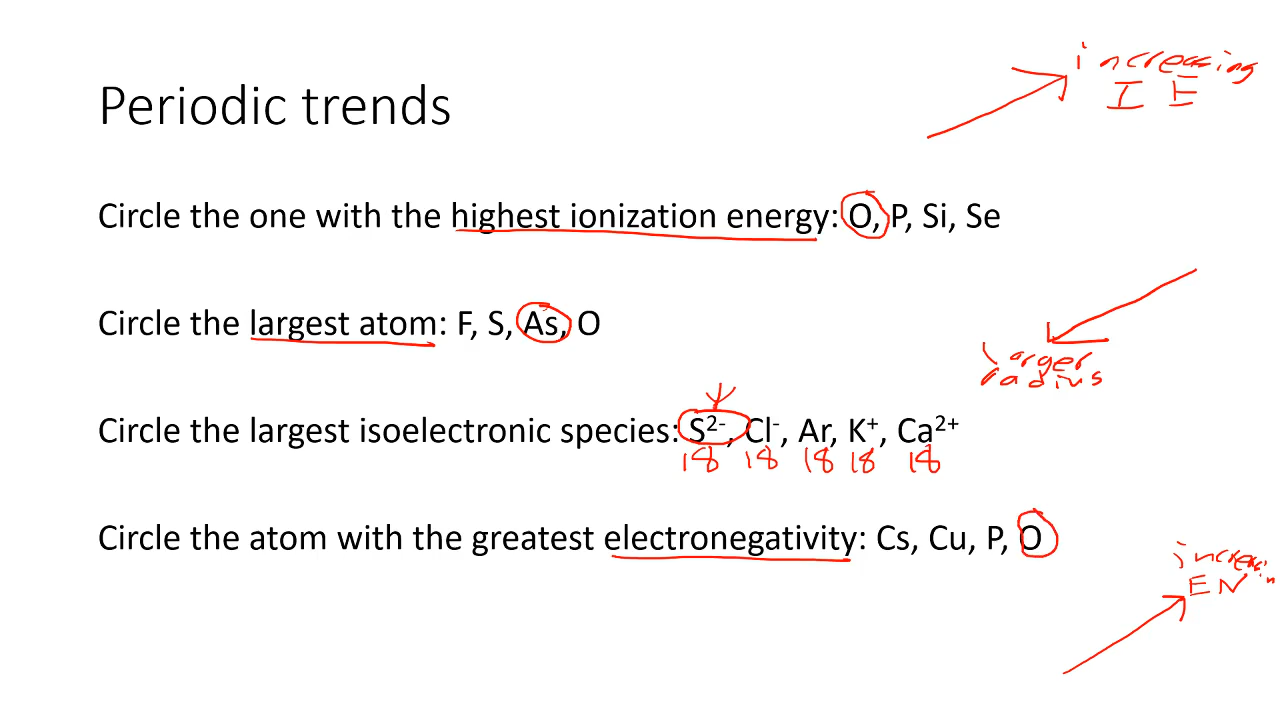 increasing
I E
Periodic trends
Circle the one with the highest ionization energy: O, P, Si, Se
Circle the largest atom: F, S, As, O
larger
radius
Circle the largest isoelectronic species: S²⁻, Cl⁻, Ar, K⁺, Ca²⁺
18 18 18 18 18
Circle the atom with the greatest electronegativity: Cs, Cu, P, O
increasin
EN